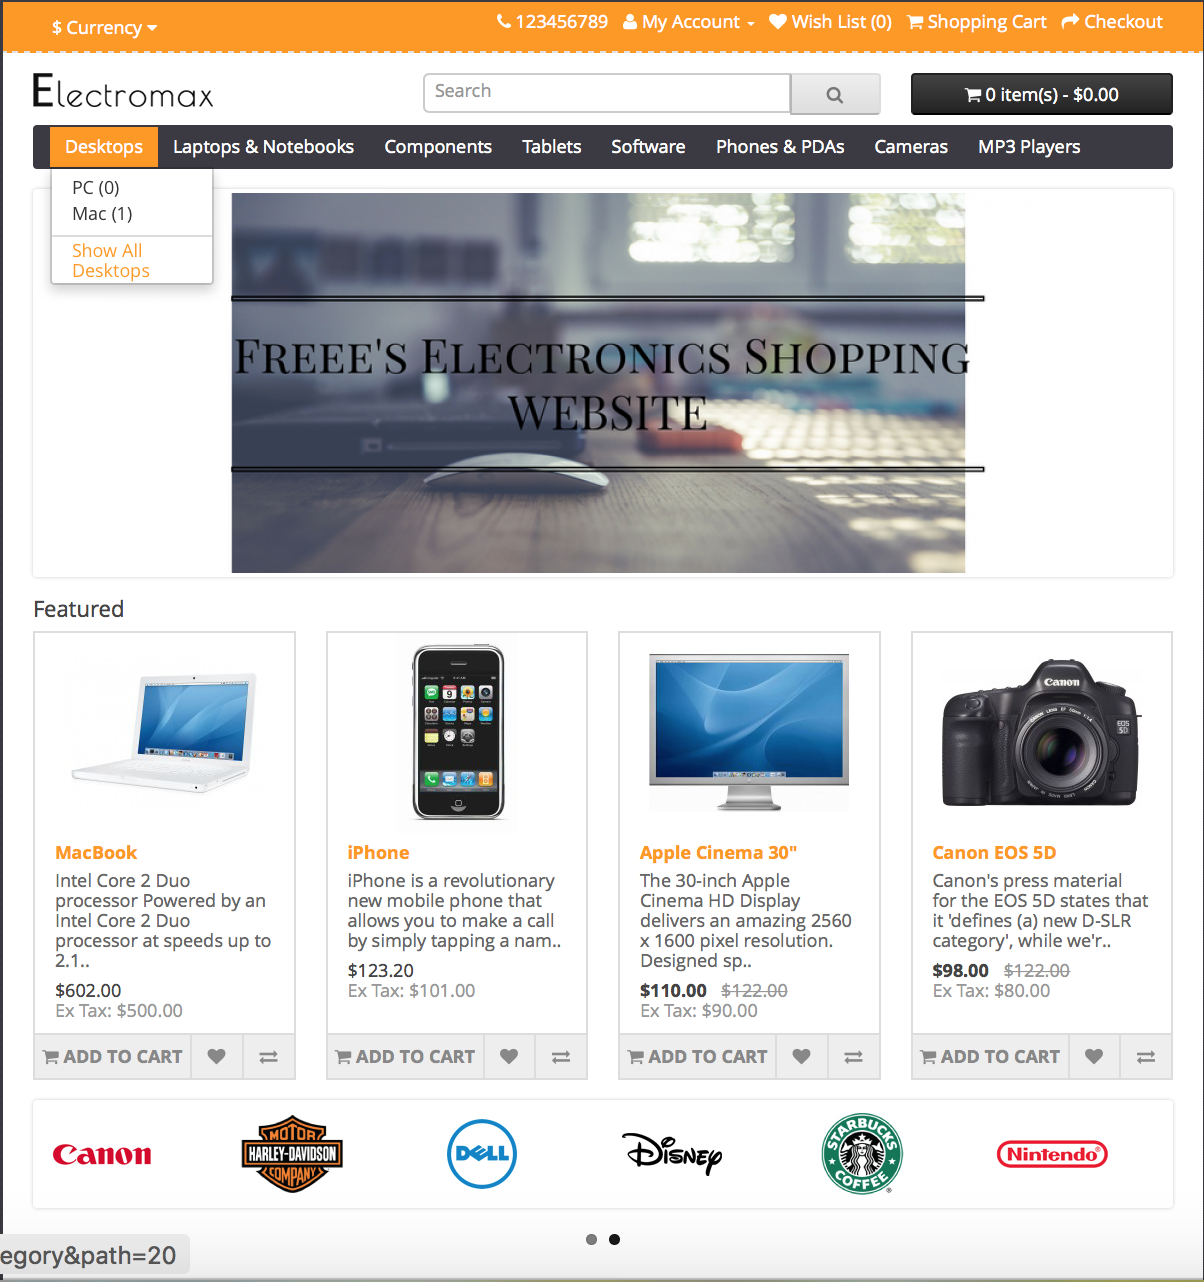 $ Currency
123456789 My Account Wish List (0) Shopping Cart Checkout
Electromax
Search
0 item(s) - $0.00
Desktops Laptops & Notebooks Components Tablets Software Phones & PDAs Cameras MP3 Players
PC (0)
Mac (1)
Show All
Desktops
Freee's Electronics Shopping
website
Featured
MacBook
Intel Core 2 Duo
processor Powered by an
Intel Core 2 Duo
processor at speeds up to
2.1..
$602.00
Ex Tax: $500.00
ADD TO CART
iPhone
iPhone is a revolutionary
new mobile phone that
allows you to make a call
by simply tapping a nam..
$123.20
Ex Tax: $101.00
ADD TO CART
Apple Cinema 30"
The 30-inch Apple
Cinema HD Display
delivers an amazing 2560
x 1600 pixel resolution.
Designed sp..
$110.00 $122.00
Ex Tax: $90.00
ADD TO CART
Canon
EOS
5D
Canon EOS 5D
Canon's press material
for the EOS 5D states that
it 'defines (a) new D-SLR
category', while we'r..
$98.00 $122.00
Ex Tax: $80.00
ADD TO CART
Canon
MOTOR
HARLEY-DAVIDSON
COMPANY
DELL
Disney
STARBUCKS
COFFEE
Nintendo
egory&path=20